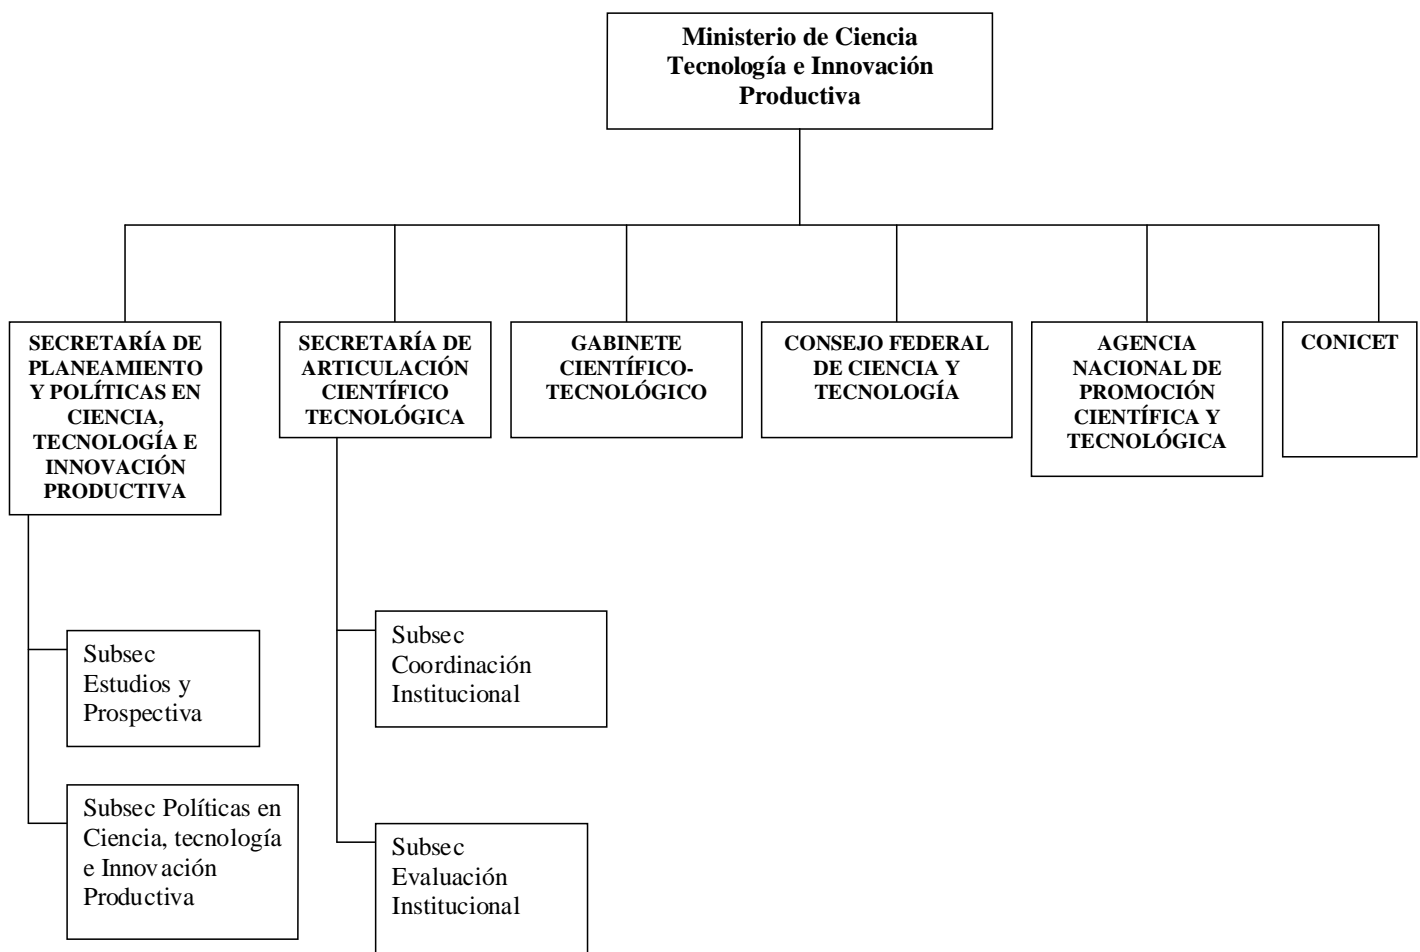 Ministerio de Ciencia
Tecnología e Innovación
Productiva
SECRETARÍA DE
PLANEAMIENTO
Y POLÍTICAS EN
CIENCIA,
TECNOLOGÍA E
INNOVACIÓN
PRODUCTIVA
SECRETARÍA DE
ARTICULACIÓN
CIENTÍFICO
TECNOLÓGICA
GABINETE
CIENTÍFICO-
TECNOLÓGICO
CONSEJO FEDERAL
DE CIENCIA Y
TECNOLOGÍA
AGENCIA
NACIONAL DE
PROMOCIÓN
CIENTÍFICA Y
TECNOLÓGICA
CONICET
Subsec
Estudios y
Prospectiva
Subsec Políticas en
Ciencia, tecnología
e Innovación
Productiva
Subsec
Coordinación
Institucional
Subsec
Evaluación
Institucional